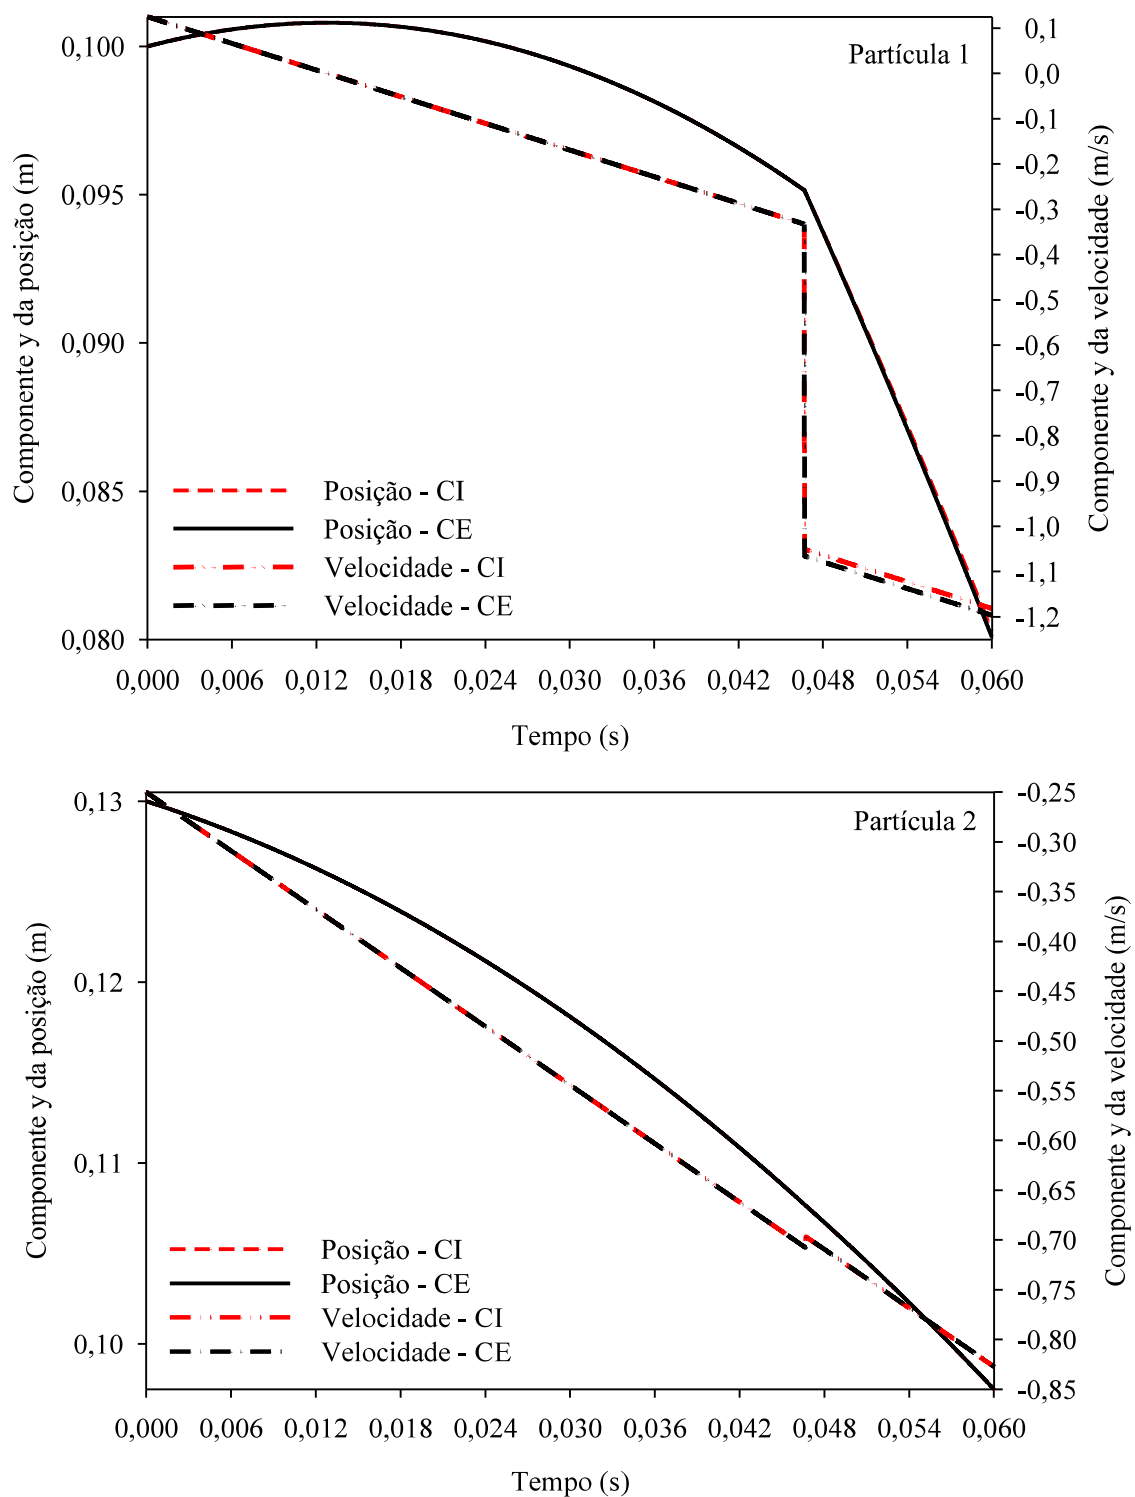 Partícula 1
Componente y da posição (m)
0,100
0,095
0,090
0,085
0,080
Componente y da velocidade (m/s)
0,1
0,0
-0,1
-0,2
-0,3
-0,4
-0,5
-0,6
-0,7
-0,8
-0,9
-1,0
-1,1
-1,2
Posição - CI
Posição - CE
Velocidade - CI
Velocidade - CE
0,000 0,006 0,012 0,018 0,024 0,030 0,036 0,042 0,048 0,054 0,060
Tempo (s)
Partícula 2
Componente y da posição (m)
0,13
0,12
0,11
0,10
Componente y da velocidade (m/s)
-0,25
-0,30
-0,35
-0,40
-0,45
-0,50
-0,55
-0,60
-0,65
-0,70
-0,75
-0,80
-0,85
Posição - CI
Posição - CE
Velocidade - CI
Velocidade - CE
0,000 0,006 0,012 0,018 0,024 0,030 0,036 0,042 0,048 0,054 0,060
Tempo (s)